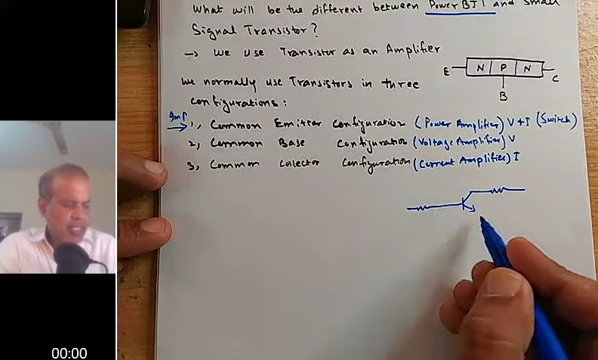 What will be the different between Power BJT and small
Signal Transistor?
→ We use Transistor as an Amplifier
We normally use Transistors in three
Configurations:
E N P N C
B
Imp
1, Common Emitter Configuration (Power Amplifier) V + I (Switch)
2, Common Base Configuration (Voltage Amplifier) V
3, Common Collector Configuration (Current Amplifier) I
00:00